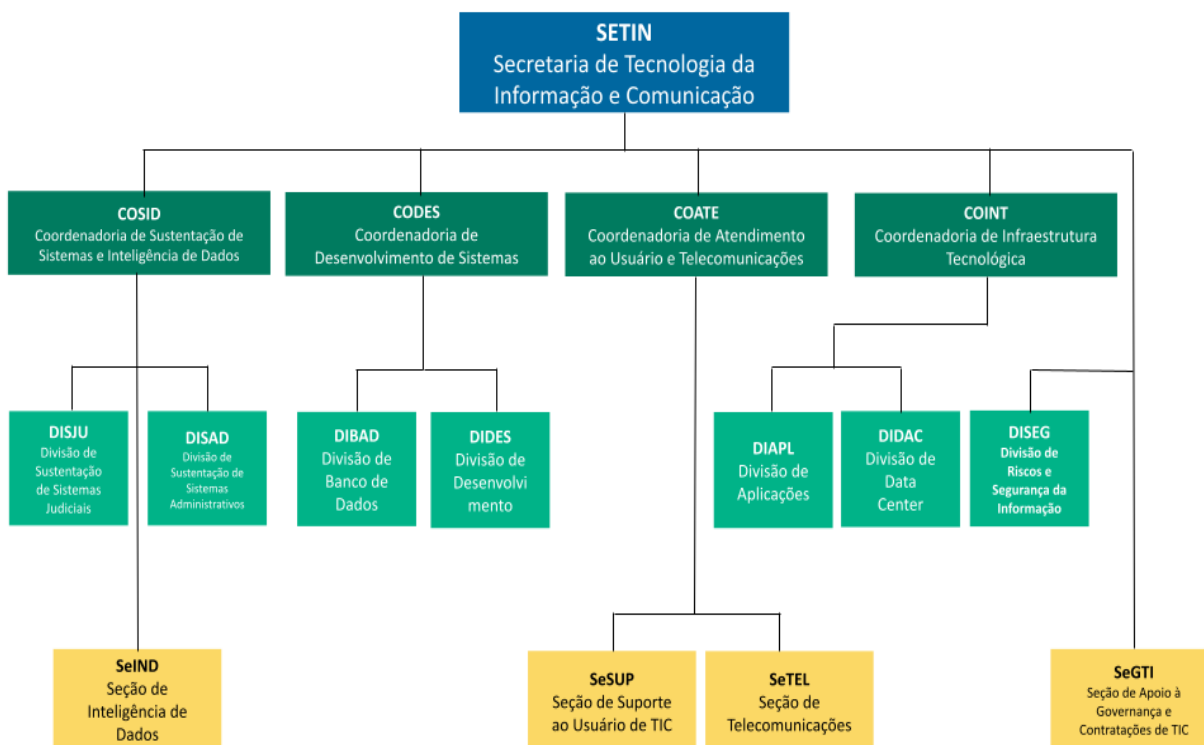 SETIN
Secretaria de Tecnologia da
Informação e Comunicação
COSID
Coordenadoria de Sustentação de
Sistemas e Inteligência de Dados
CODES
Coordenadoria de
Desenvolvimento de Sistemas
COATE
Coordenadoria de Atendimento
ao Usuário e Telecomunicações
COINT
Coordenadoria de Infraestrutura
Tecnológica
DISJU
Divisão de
Sustentação
de Sistemas
Judiciais
DISAD
Divisão de
Sustentação de
Sistemas
Administrativos
DIBAD
Divisão de
Banco de
Dados
DIDES
Divisão de
Desenvolvi
mento
DIAPL
Divisão de
Aplicações
DIDAC
Divisão de
Data
Center
DISEG
Divisão de
Riscos e
Segurança da
Informação
SeIND
Seção de
Inteligência de
Dados
SeSUP
Seção de Suporte
ao Usuário de TIC
SeTEL
Seção de
Telecomunicações
SeGTI
Seção de Apoio à
Governança e
Contratações de TIC